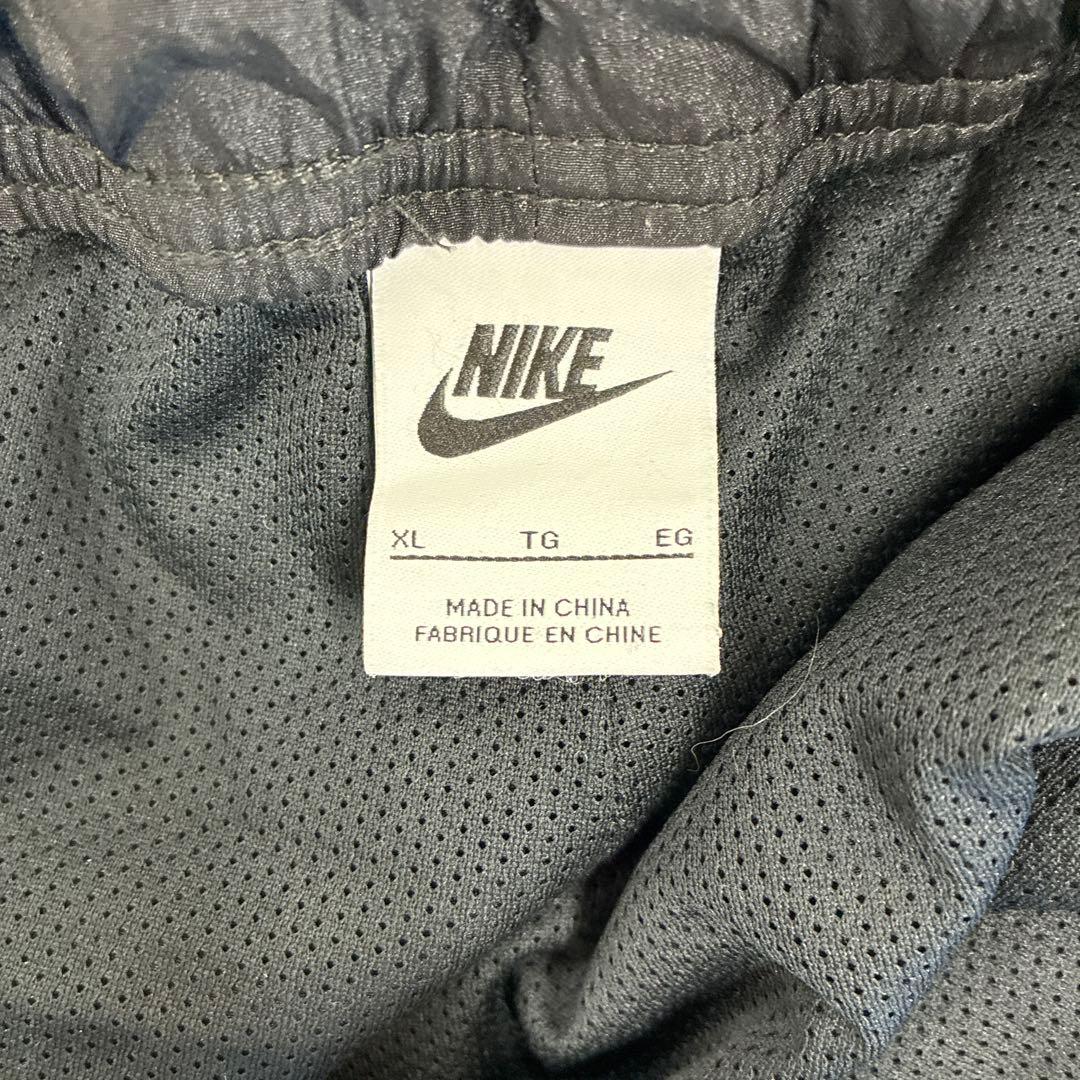 NIKE
XL TG EG
MADE IN CHINA
FABRIQUE EN CHINE